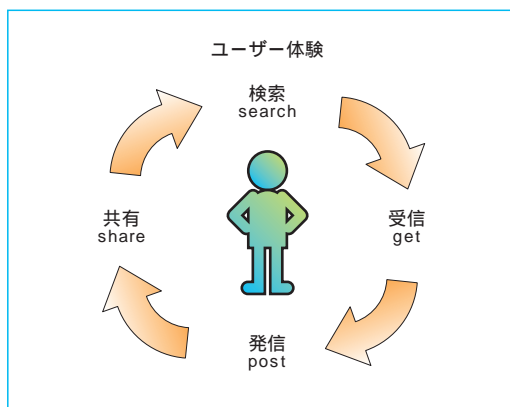 ユーザー体験
検索
search
共有
share
受信
get
発信
post